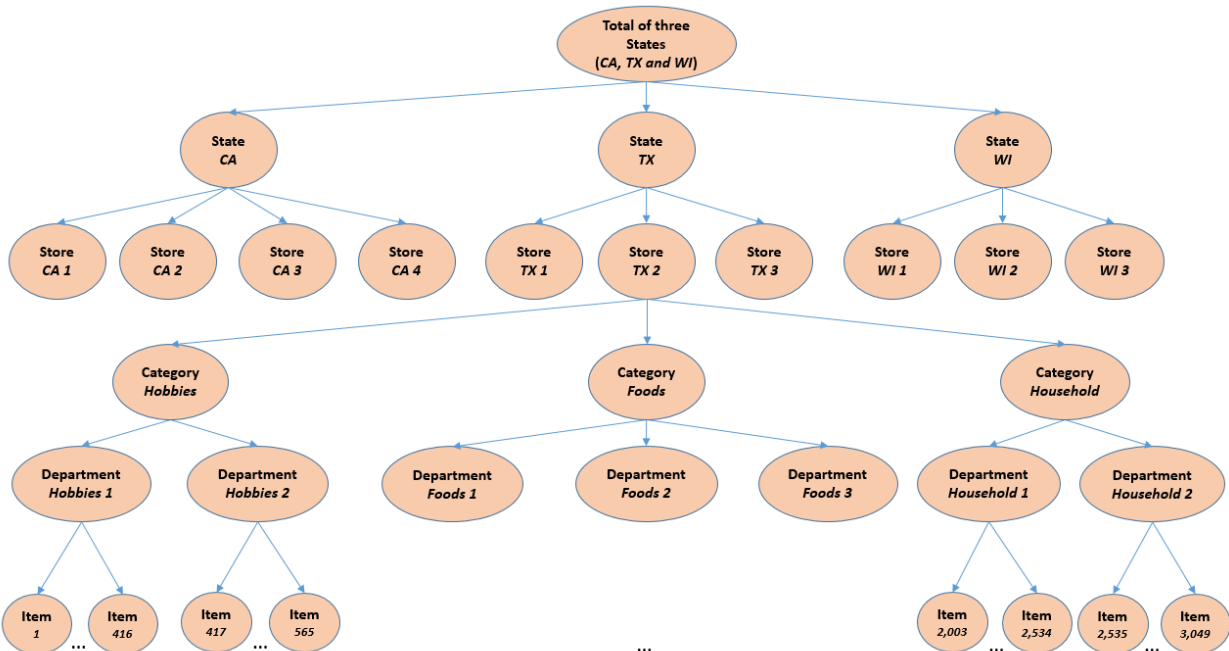 Total of three
States
(CA, TX and WI)
State
CA
State
TX
State
WI
Store
CA 1
Store
CA 2
Store
CA 3
Store
CA 4
Store
TX 1
Store
TX 2
Store
TX 3
Store
WI 1
Store
WI 2
Store
WI 3
Category
Hobbies
Category
Foods
Category
Household
Department
Hobbies 1
Department
Hobbies 2
Department
Foods 1
Department
Foods 2
Department
Foods 3
Department
Household 1
Department
Household 2
Item
1
...
Item
416
Item
417
...
Item
565
...
Item
2,003
...
Item
2,534
Item
2,535
...
Item
3,049